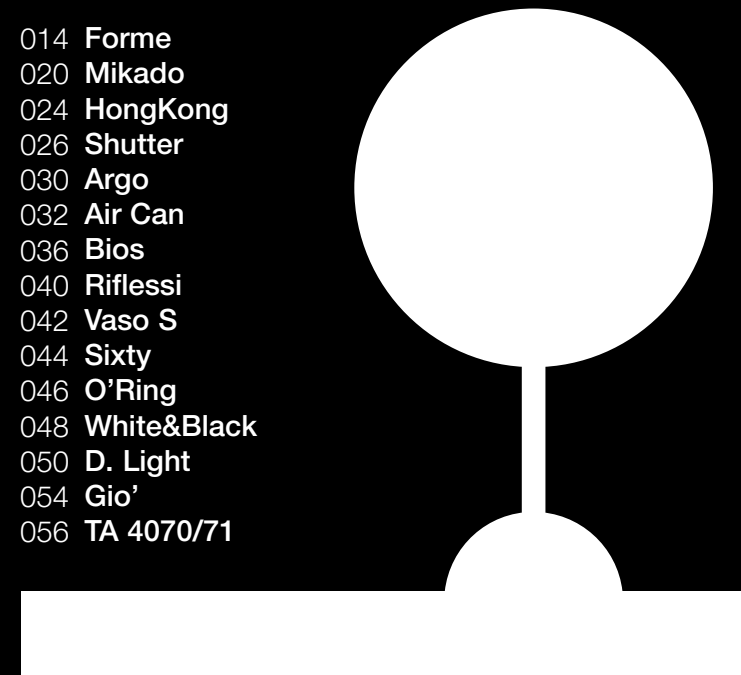 014 Forme
020 Mikado
024 HongKong
026 Shutter
030 Argo
032 Air Can
036 Bios
040 Riflessi
042 Vaso S
044 Sixty
046 O’Ring
048 White&Black
050 D. Light
054 Gio’
056 TA 4070/71